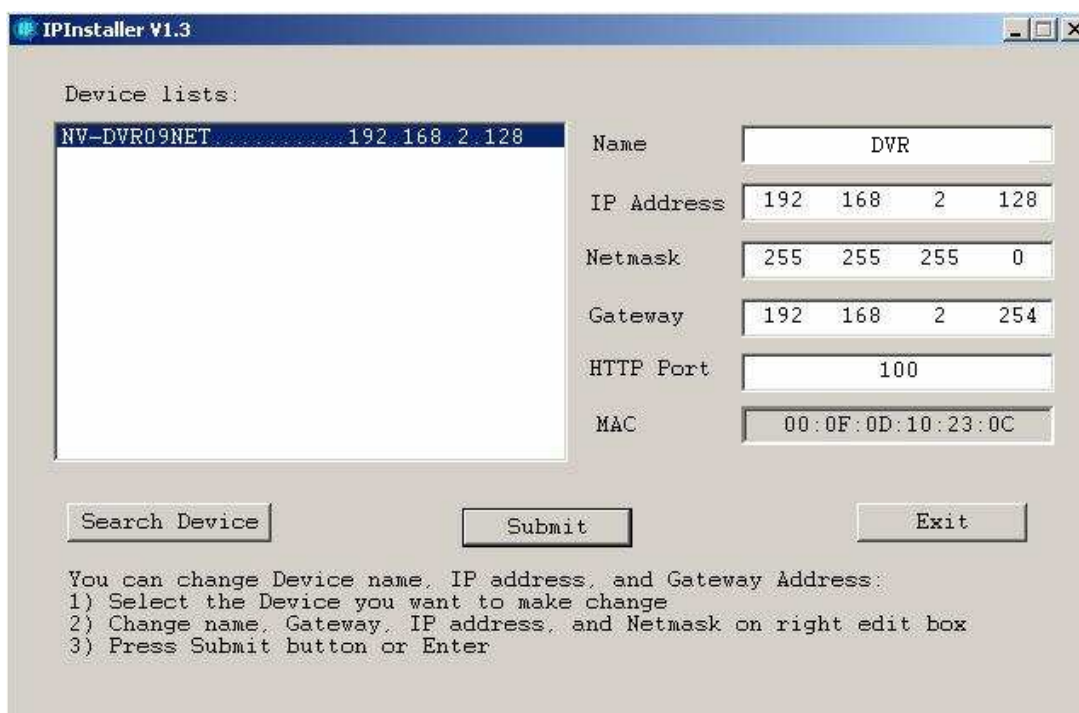 IPInstaller V1.3
Device lists:
NV-DVR09NET..........192.168.2.128
Name DVR
IP Address 192 168 2 128
Netmask 255 255 255 0
Gateway 192 168 2 254
HTTP Port 100
MAC 00:0F:0D:10:23:0C
Search Device Submit Exit
You can change Device name, IP address, and Gateway Address:
1) Select the Device you want to make change
2) Change name, Gateway, IP address, and Netmask on right edit box
3) Press Submit button or Enter